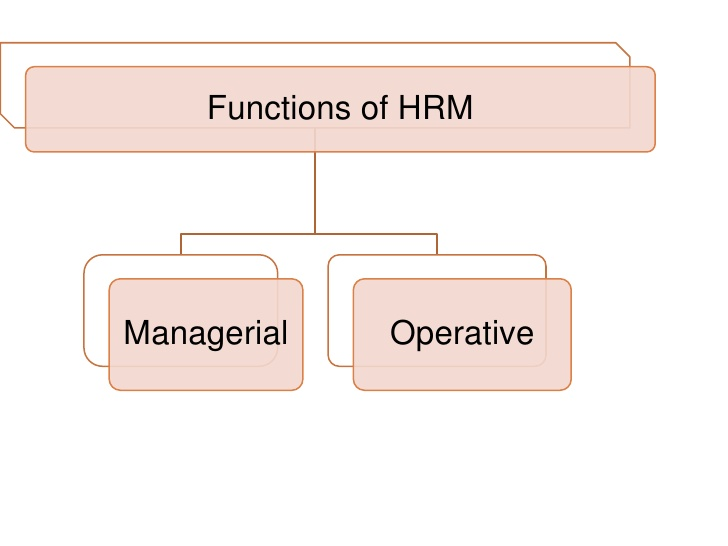 Functions of HRM
Managerial
Operative